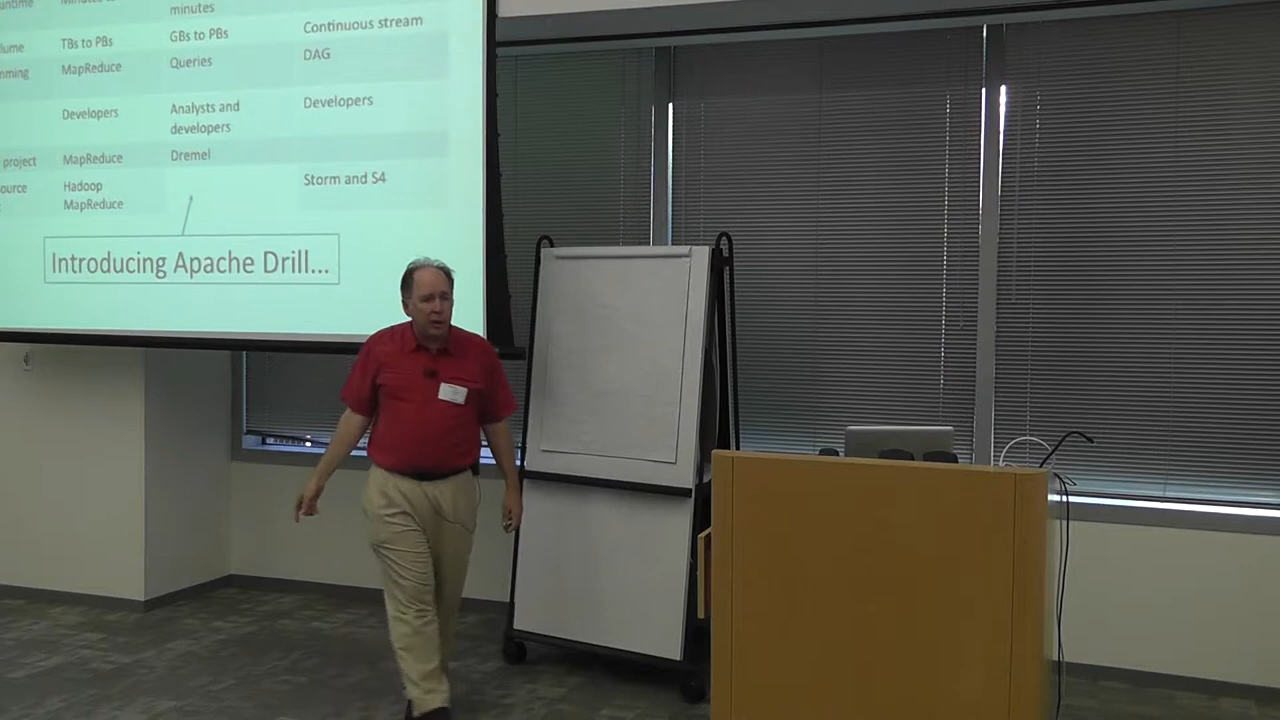 minutes
TBs to PBs GBs to PBs Continuous stream
MapReduce Queries DAG
Developers Analysts and Developers
developers
project MapReduce Dremel
Hadoop Storm and S4
MapReduce
Introducing Apache Drill...